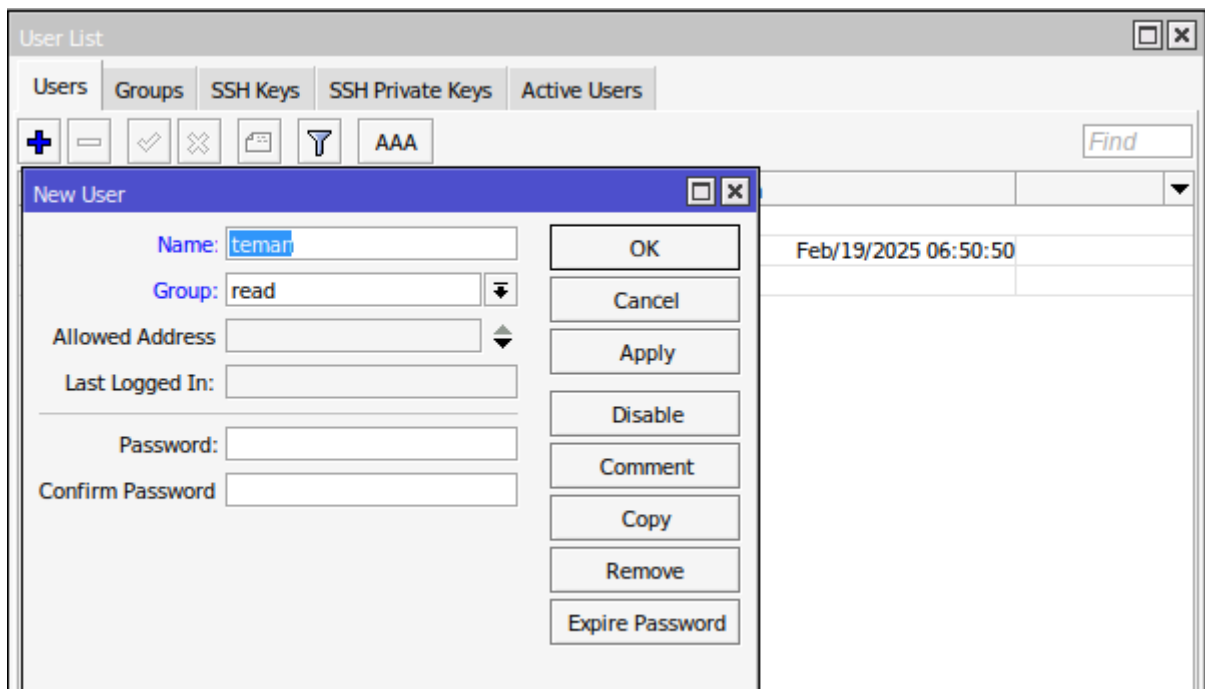 User List
Users Groups SSH Keys SSH Private Keys Active Users
AAA Find
New User
Name: teman
Group: read
Allowed Address
Last Logged In:
Password:
Confirm Password
OK
Cancel
Apply
Disable
Comment
Copy
Remove
Expire Password
Feb/19/2025 06:50:50